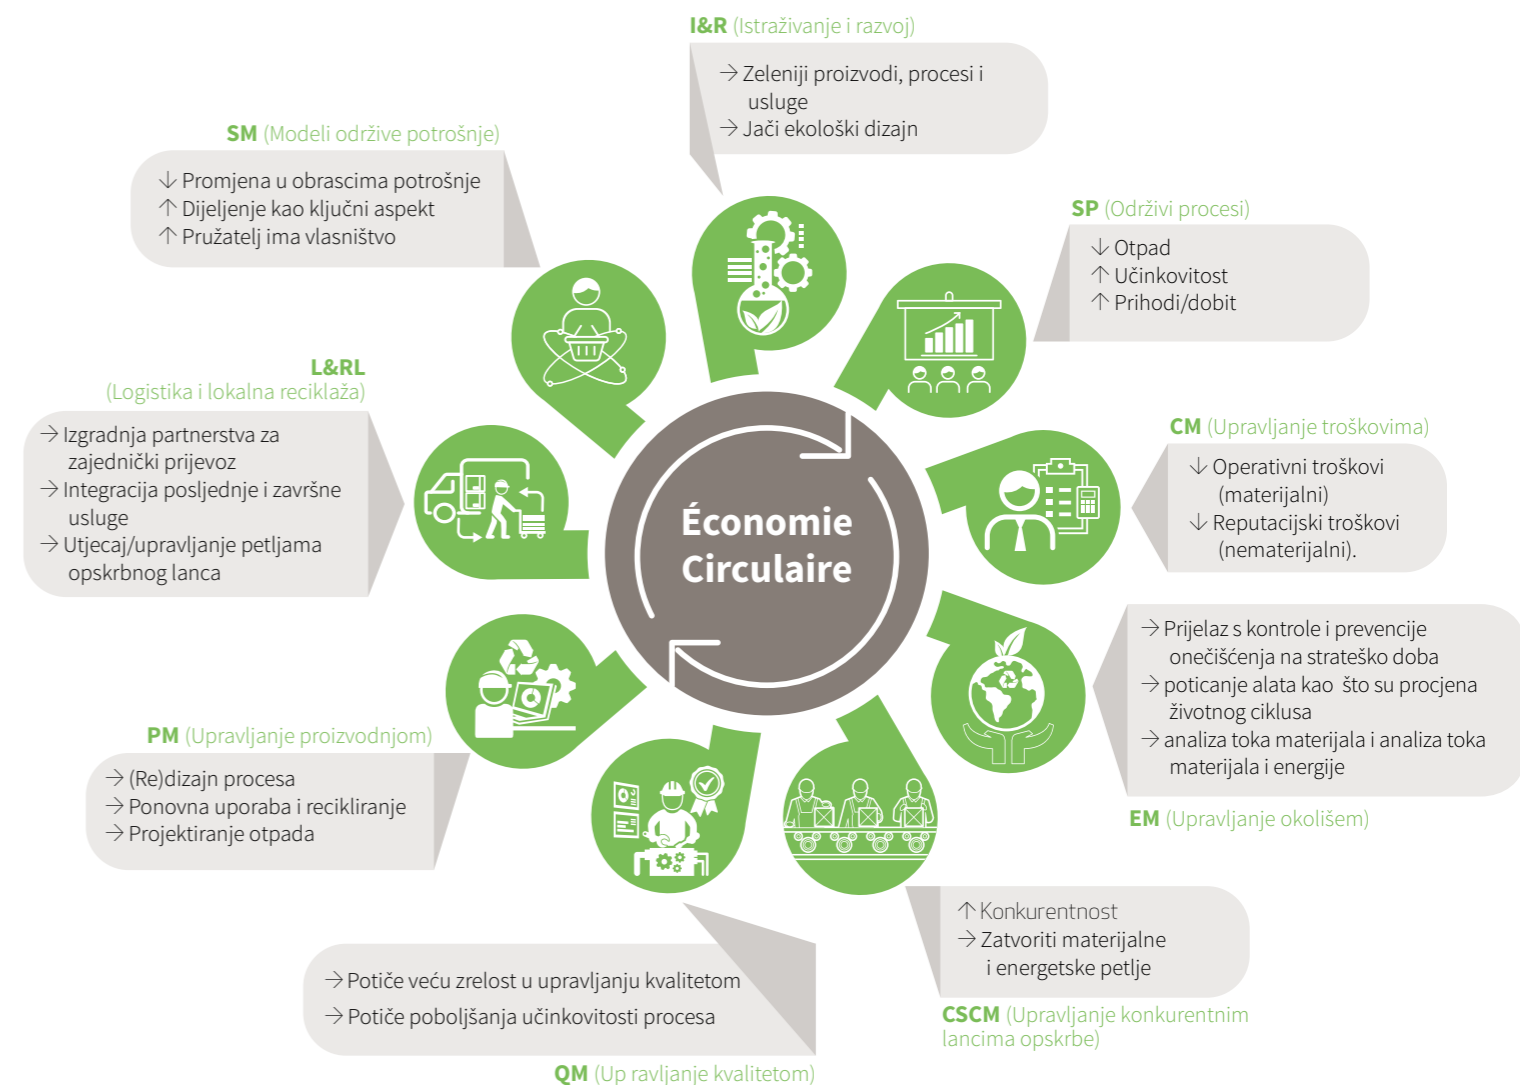 I&R (Istraživanje i razvoj)
→ Zeleniji proizvodi, procesi i
usluge
→ Jači ekološki dizajn
SP (Održivi procesi)
↓ Otpad
↑ Učinkovitost
↑ Prihodi/dobit
CM (Upravljanje troškovima)
↓ Operativni troškovi
(materijalni)
↓ Reputacijski troškovi
(nematerijalni).
→ Prijelaz s kontrole i prevencije
onečišćenja na strateško doba
→ poticanje alata kao što su procjena
životnog ciklusa
→ analiza toka materijala i analiza toka
materijala i energije
EM (Upravljanje okolišem)
↑ Konkurentnost
→ Zatvoriti materijalne
i energetske petlje
CSCM (Upravljanje konkurentnim
lancima opskrbe)
→ Potiče veću zrelost u upravljanju kvalitetom
→ Potiče poboljšanja učinkovitosti procesa
QM (Up ravljanje kvalitetom)
PM (Upravljanje proizvodnjom)
→ (Re)dizajn procesa
→ Ponovna uporaba i recikliranje
→ Projektiranje otpada
L&RL
(Logistika i lokalna reciklaža)
→ Izgradnja partnerstva za
zajednički prijevoz
→ Integracija posljednje i završne
usluge
→ Utjecaj/upravljanje petljama
opskrbnog lanca
SM (Modeli održive potrošnje)
↓ Promjena u obrascima potrošnje
↑ Dijeljenje kao ključni aspekt
↑ Pružatelj ima vlasništvo
Économie
Circulaire